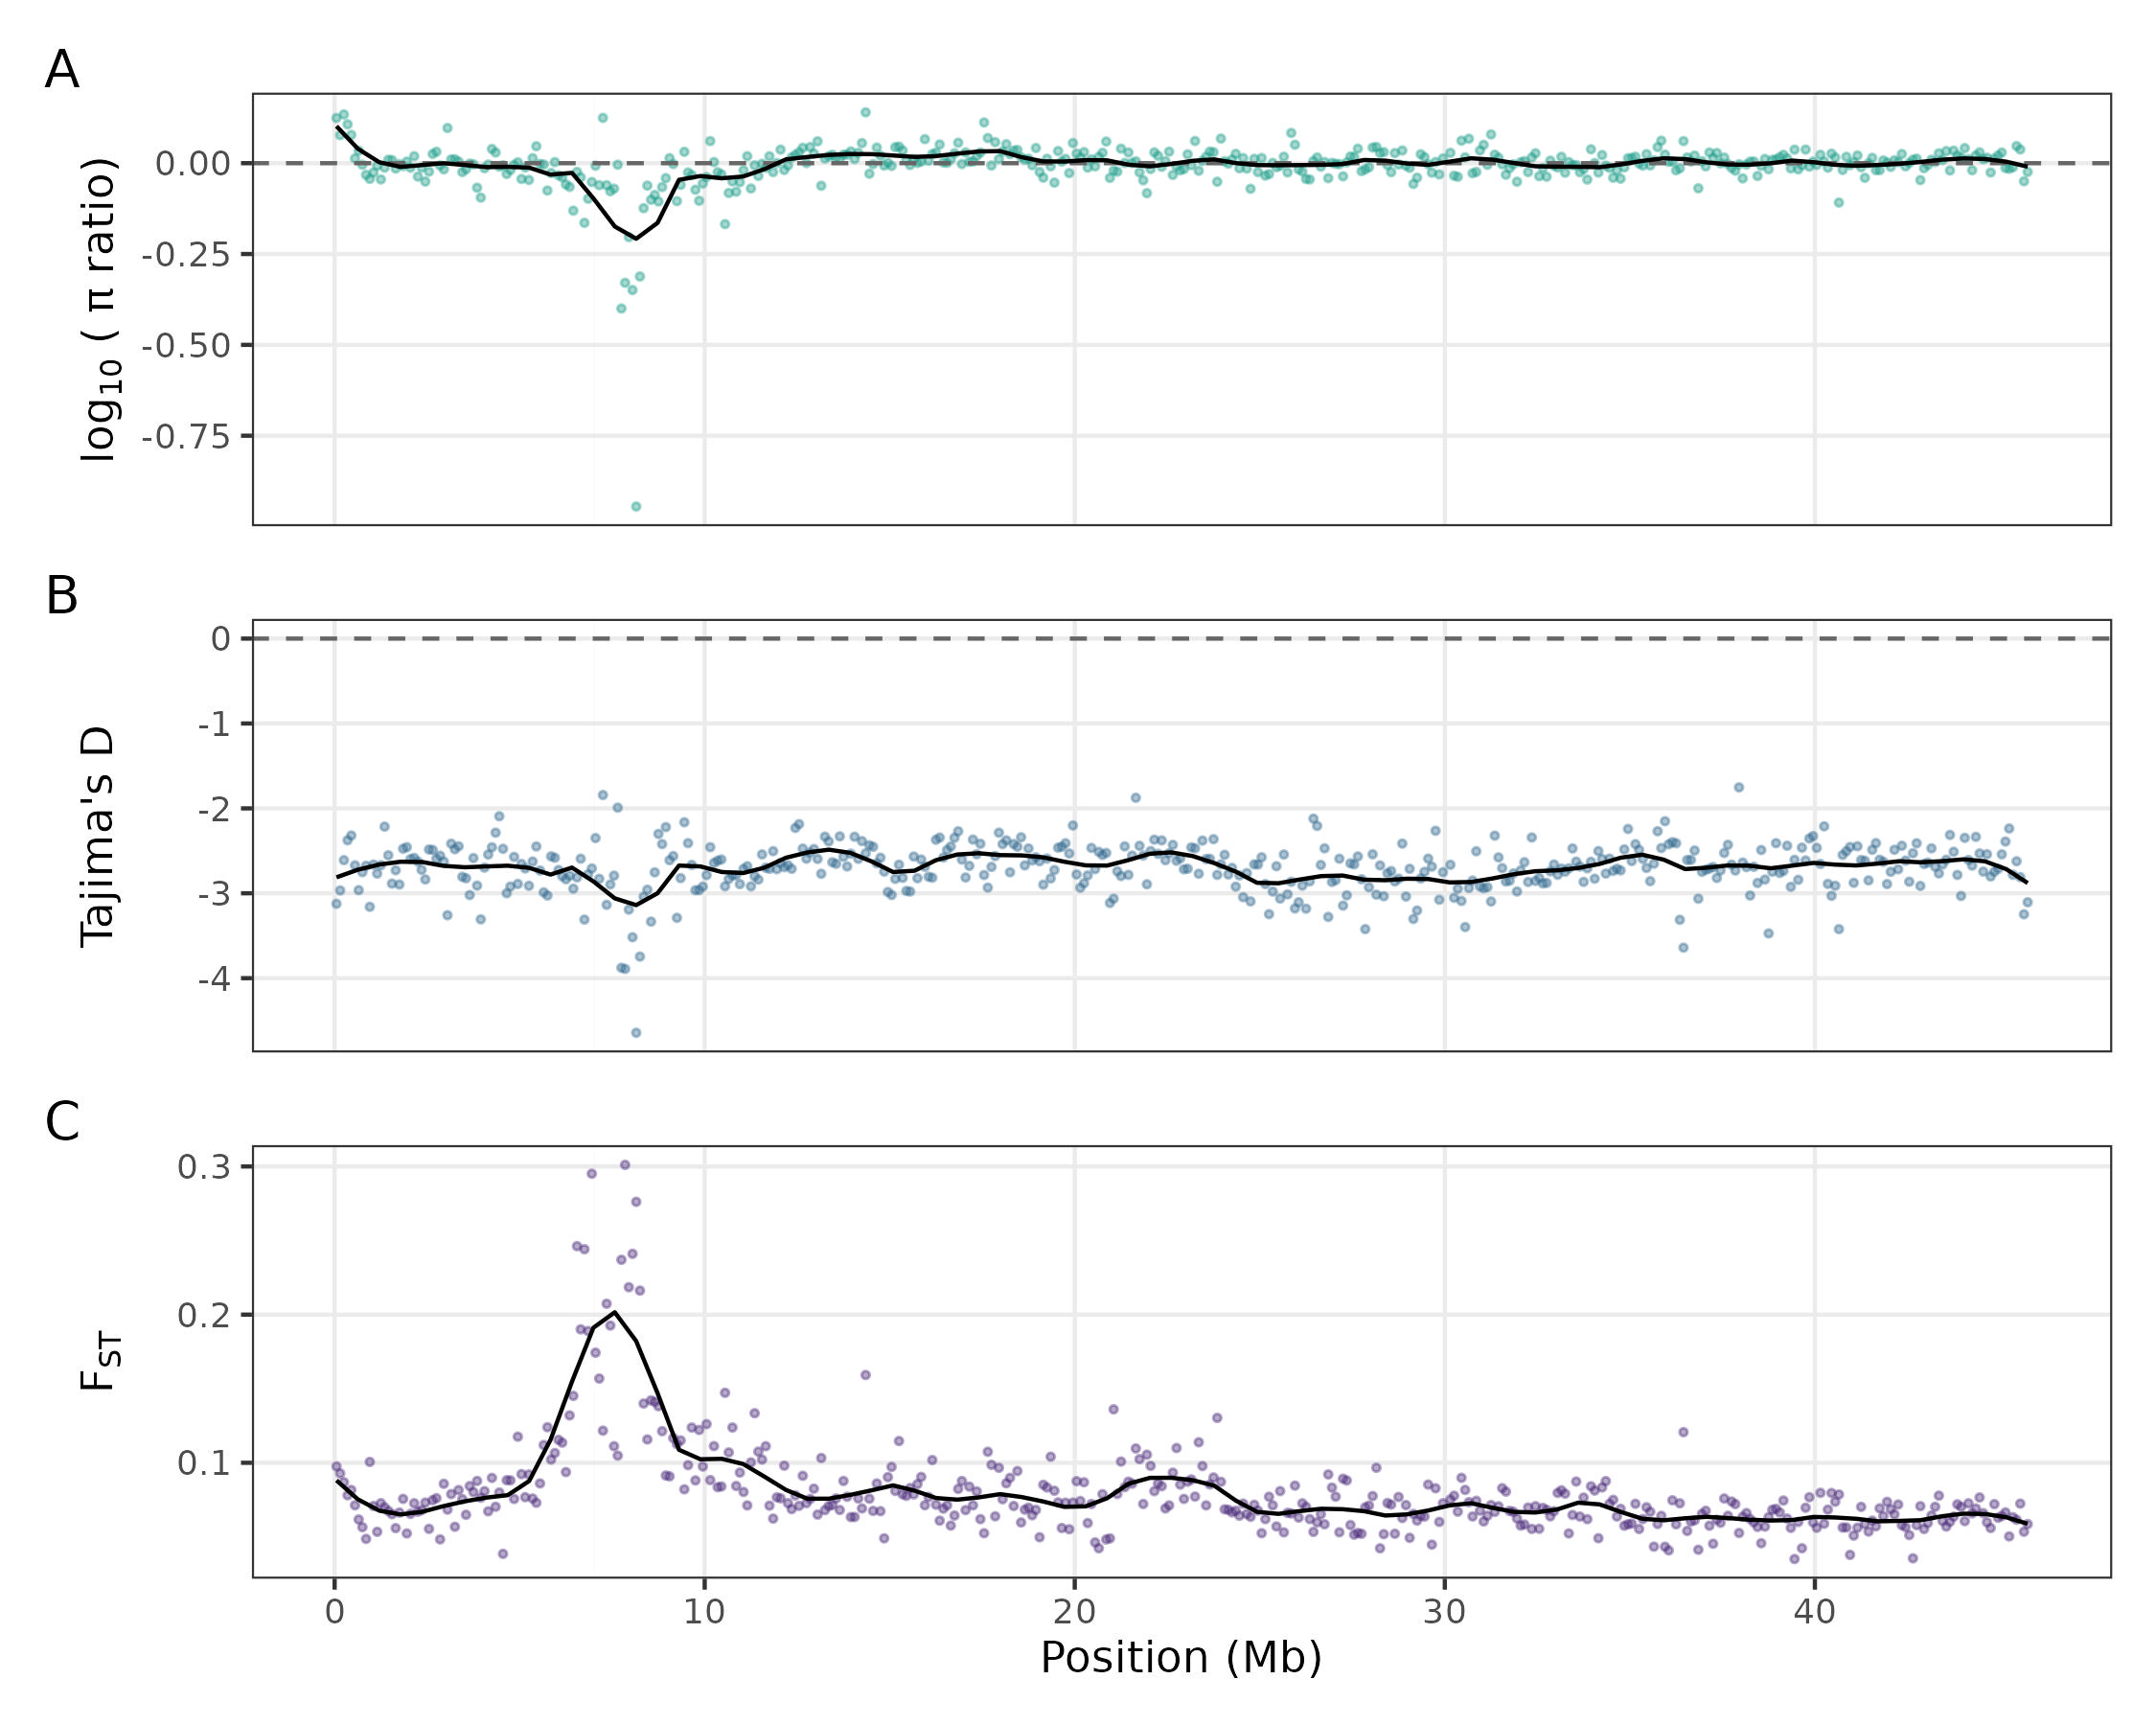 A
log10 ( π ratio)
0.00
-0.25
-0.50
-0.75
B
Tajima's D
0
-1
-2
-3
-4
C
FST
0.3
0.2
0.1
0 10 20 30 40
Position (Mb)